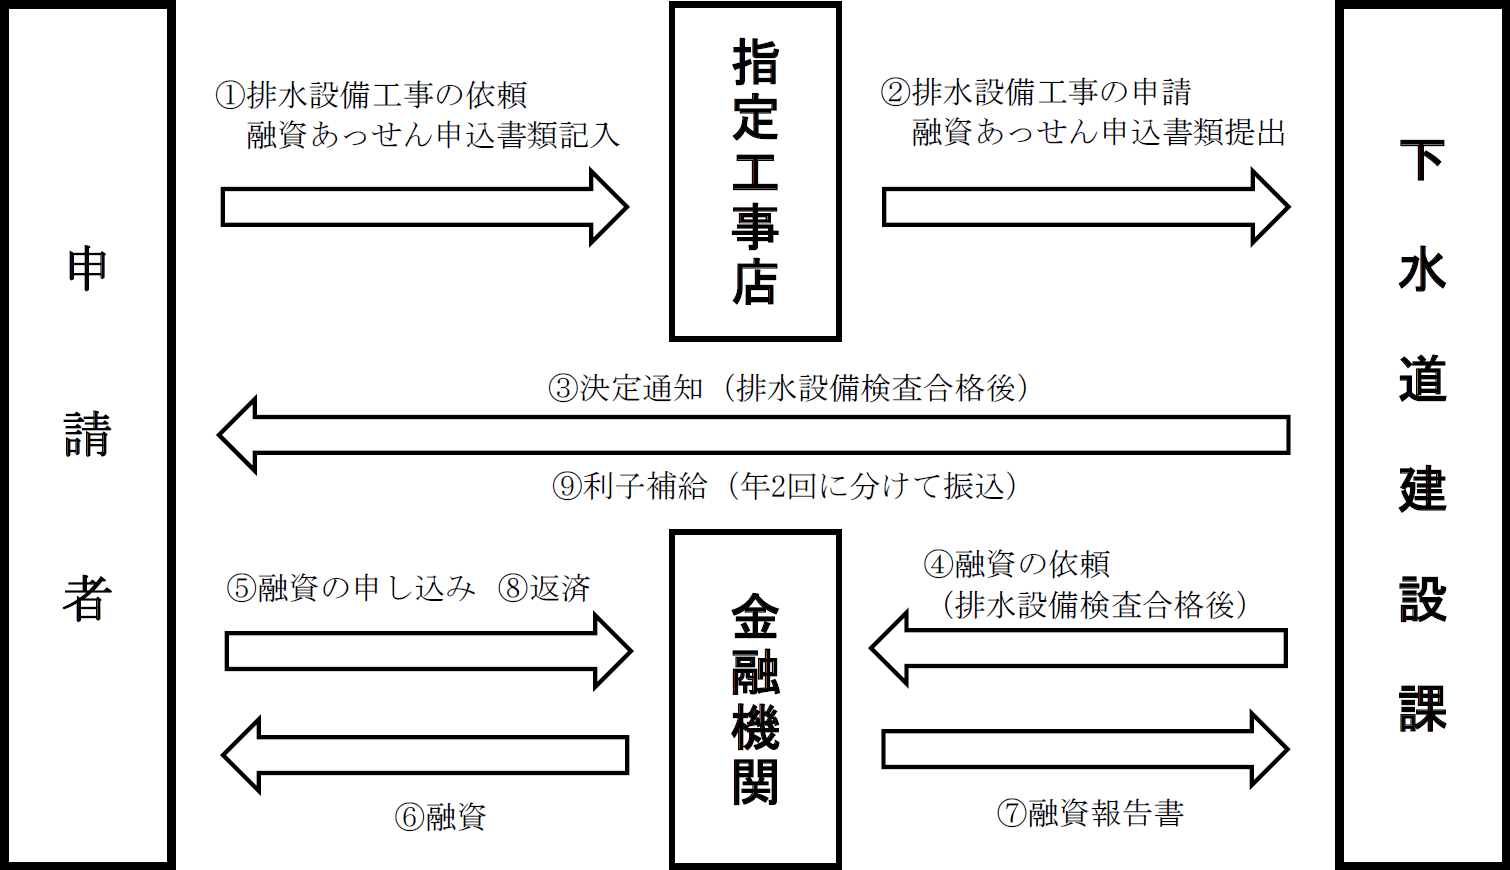 申請者
①排水設備工事の依頼
融資あっせん申込書類記入
指定工事店
②排水設備工事の申請
融資あっせん申込書類提出
下水道建設課
③決定通知（排水設備検査合格後）
⑨利子補給（年2回に分けて振込）
⑤融資の申し込み ⑧返済
金融機関
④融資の依頼
（排水設備検査合格後）
⑥融資
⑦融資報告書